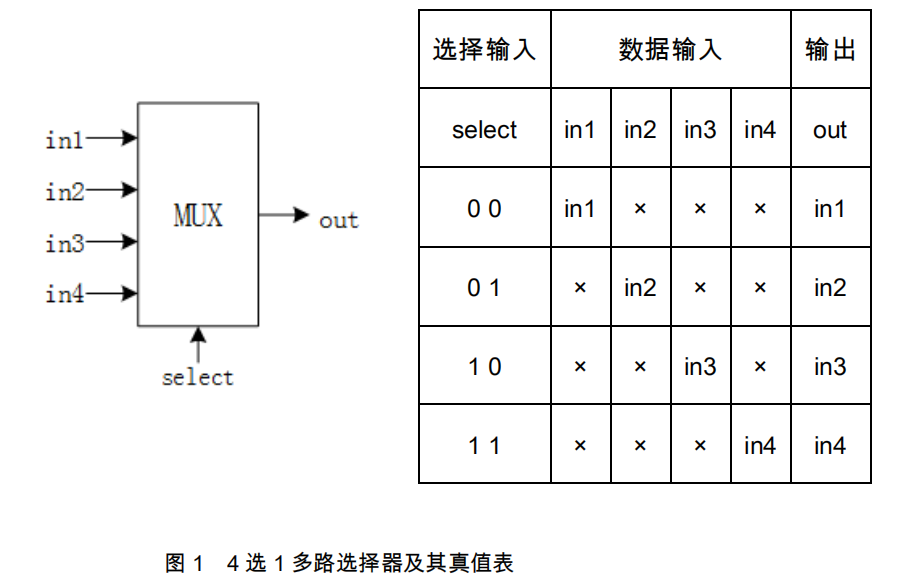 in1
in2
in3
in4
MUX
out
select
选择输入 数据输入 输出
select in1 in2 in3 in4 out
0 0 in1 × × × in1
0 1 × in2 × × in2
1 0 × × in3 × in3
1 1 × × × in4 in4
图 1 4 选 1 多路选择器及其真值表